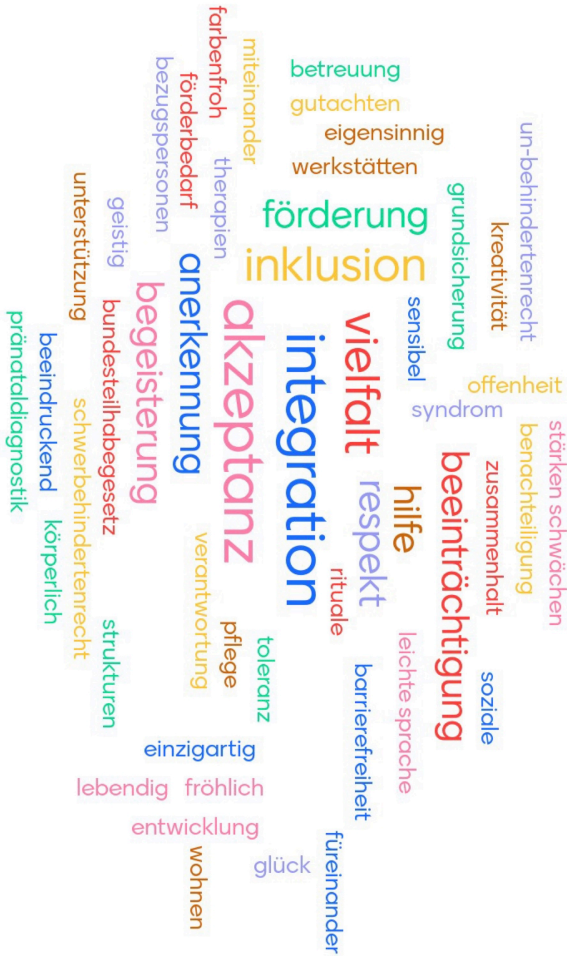 farbenfroh
miteinander
bezugspersonen
förderbedarf
betreuung
gutachten
eigensinnig
un-behindertenrecht
werkstätten
therapien
unterstützung
geistig
förderung
grundsicherung
kreativität
inklusion
anerkennung
begeisterung
akzeptanz
integration
vielfalt
sensibel
bundesteilhabegesetz
pränataldiagnostik
beeindruckend
schwerbehindertenrecht
offenheit
syndrom
stärken schwächen
benachteiligung
beeinträchtigung
zusammenhalt
respekt
hilfe
körperlich
verantwortung
rituale
strukturen
pflege
toleranz
leichte sprache
barrierefreiheit
soziale
einzigartig
lebendig
fröhlich
entwicklung
füreinander
wohnen
glück